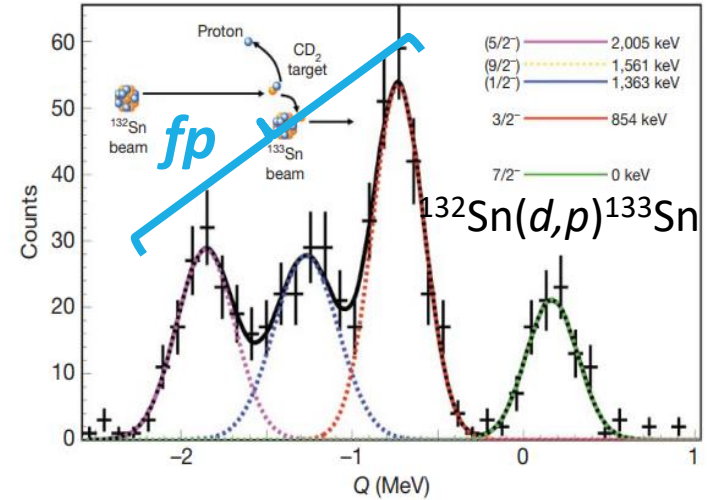 60
50
40
30
20
10
0
Counts
−2
−1
0
1
Q (MeV)
Proton
CD₂
target
¹³²Sn
beam
¹³³Sn
beam
fp
(5/2⁻) 2,005 keV
(9/2⁻) 1,561 keV
(1/2⁻) 1,363 keV
3/2⁻ 854 keV
7/2⁻ 0 keV
¹³²Sn(d,p)¹³³Sn